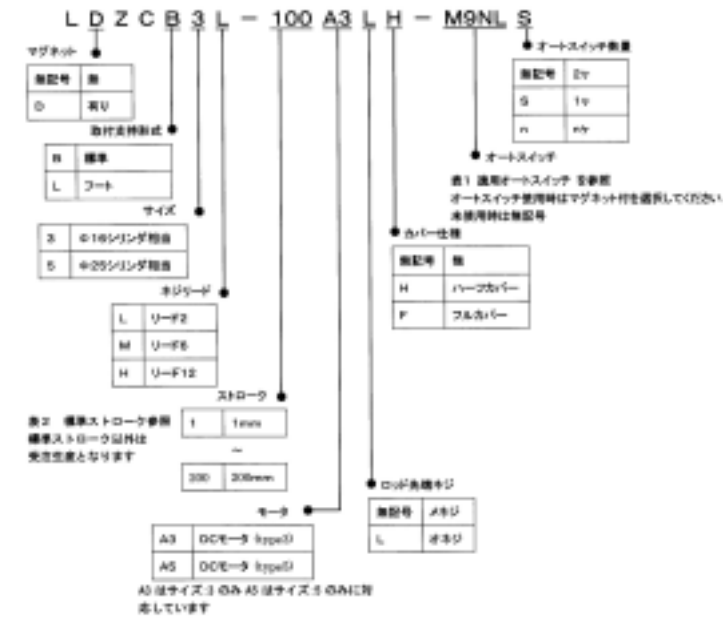 L D Z C B 3 L - 100 A3 L H - M9NL S
マグネット
無記号 無
D 有り
取付支持形式
B 標準
L フート
サイズ
3 Φ16シリンダ相当
5 Φ25シリンダ相当
ネジリード
L リード2
M リード6
H リード12
ストローク
表2 標準ストローク参照
標準ストローク以外は
受注生産となります
1 1mm
~
200mm
モータ
A3 DCモータ (type3)
A5 DCモータ (type5)
A3 はサイズ:3 のみ A5 はサイズ:5 のみに対
応しています
オートスイッチ数量
無記号 2ヶ
S 1ヶ
n nヶ
オートスイッチ
表1 適用オートスイッチ を参照
オートスイッチ使用時はマグネット付を選択してください
未使用時は無記号
カバー仕様
無記号 無
H ハーフカバー
F フルカバー
ロッド先端ネジ
無記号 メネジ
L オネジ